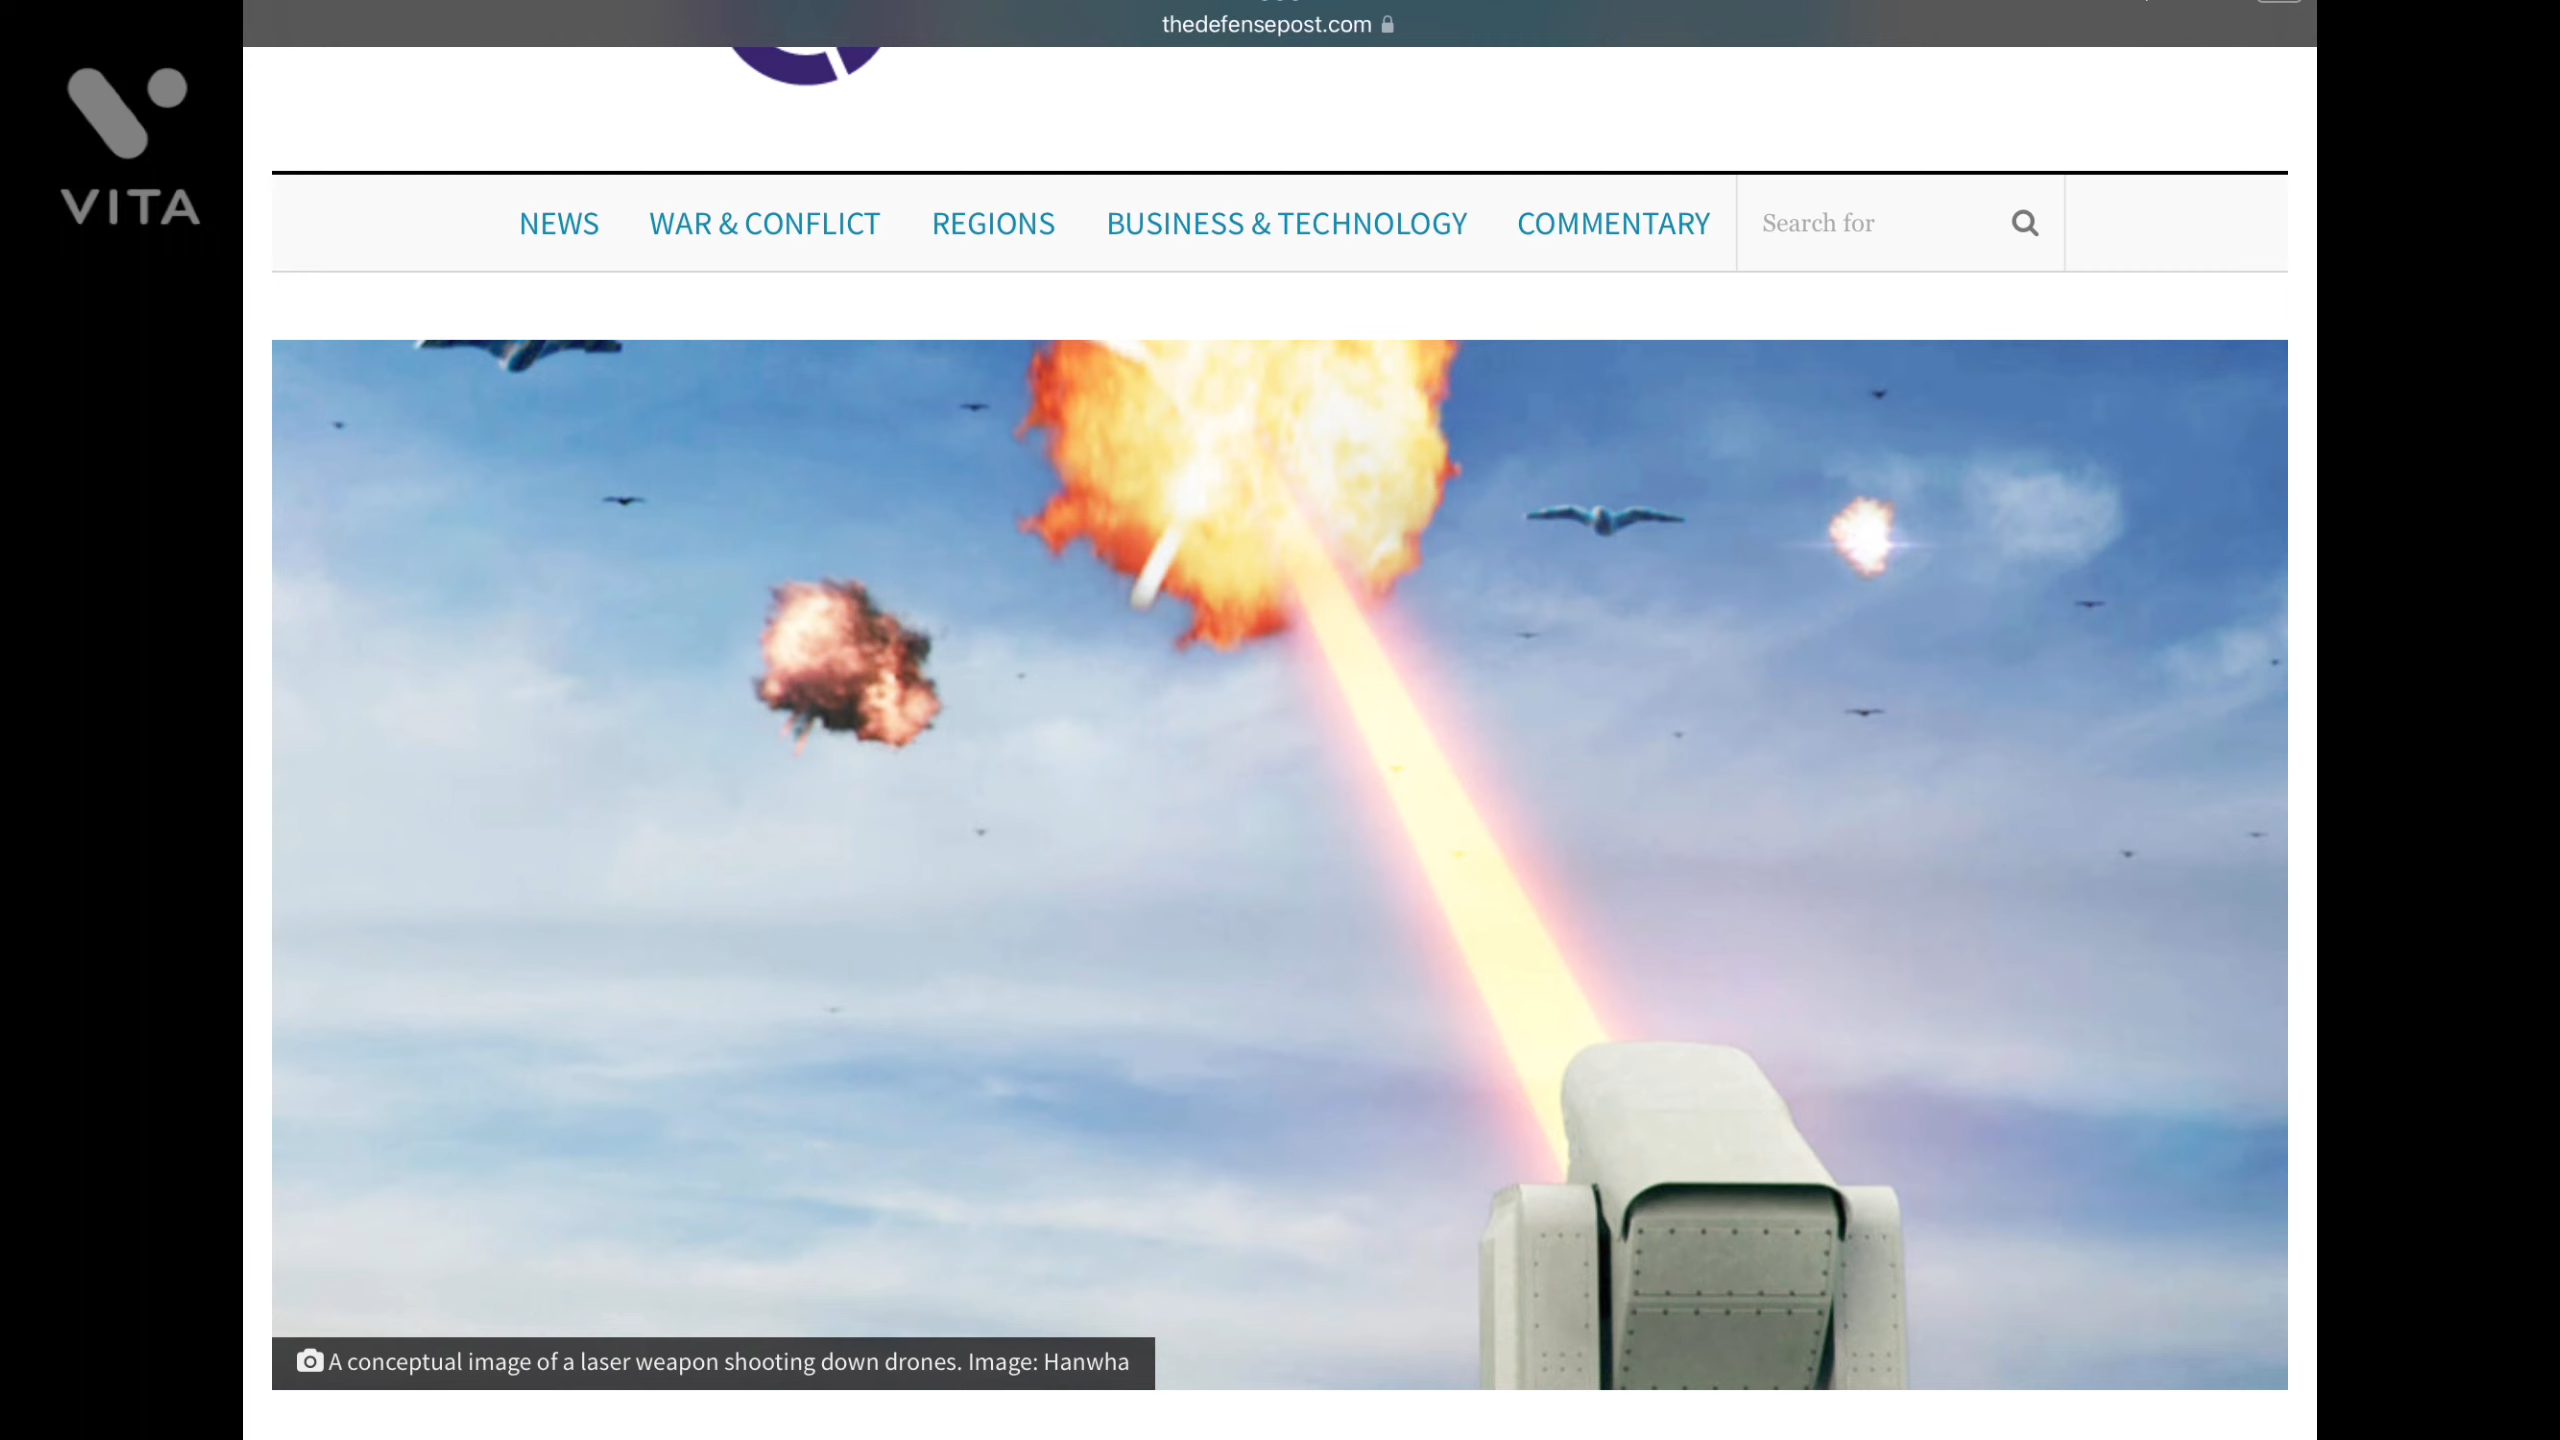 thedefensepost.com
VITA
NEWS WAR & CONFLICT REGIONS BUSINESS & TECHNOLOGY COMMENTARY Search for
A conceptual image of a laser weapon shooting down drones. Image: Hanwha